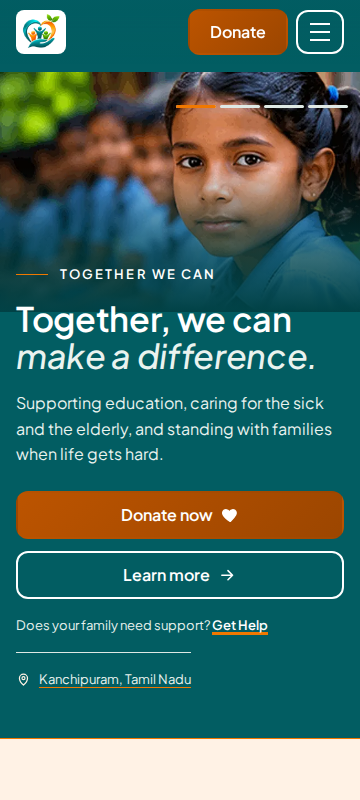 Donate
TOGETHER WE CAN
Together, we can
make a difference.
Supporting education, caring for the sick
and the elderly, and standing with families
when life gets hard.
Donate now
Learn more
Does your family need support? Get Help
Kanchipuram, Tamil Nadu